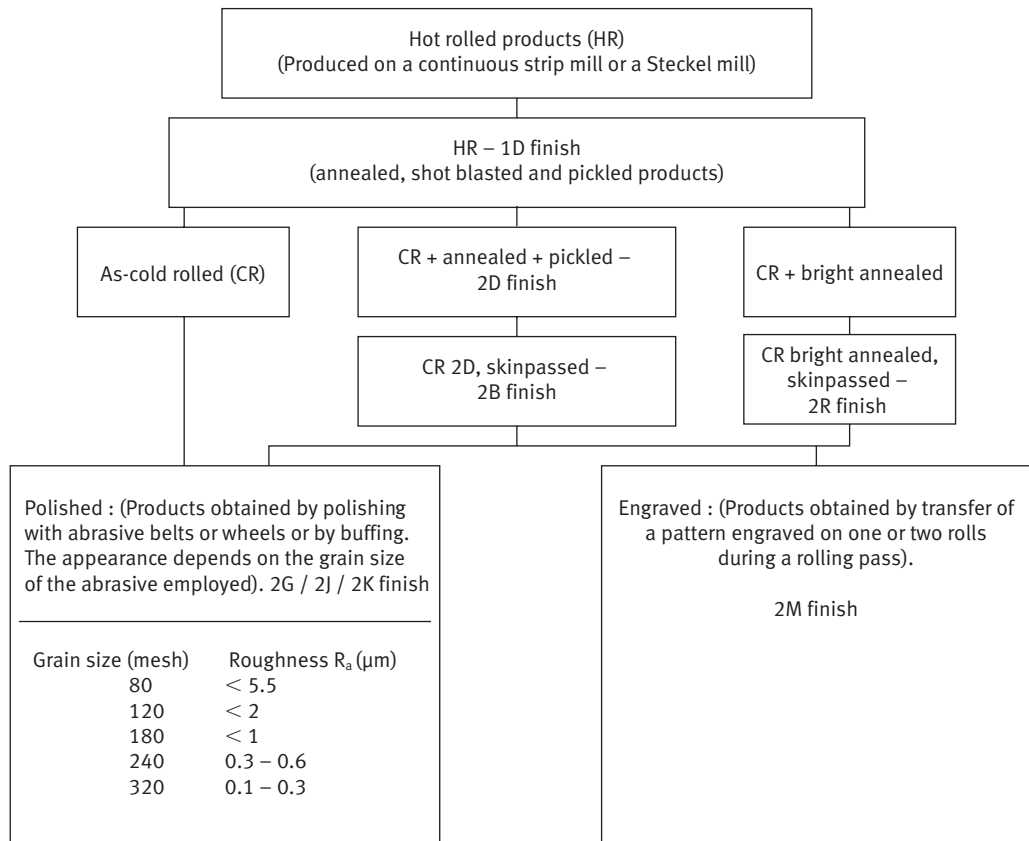 Hot rolled products (HR)
(Produced on a continuous strip mill or a Steckel mill)
HR – 1D finish
(annealed, shot blasted and pickled products)
As-cold rolled (CR)
CR + annealed + pickled –
2D finish
CR + bright annealed
CR 2D, skinpassed –
2B finish
CR bright annealed,
skinpassed –
2R finish
Polished : (Products obtained by polishing
with abrasive belts or wheels or by buffing.
The appearance depends on the grain size
of the abrasive employed). 2G / 2J / 2K finish
Grain size (mesh) Roughness Rₐ (μm)
80 < 5.5
120 < 2
180 < 1
240 0.3 – 0.6
320 0.1 – 0.3
Engraved : (Products obtained by transfer of
a pattern engraved on one or two rolls
during a rolling pass).
2M finish